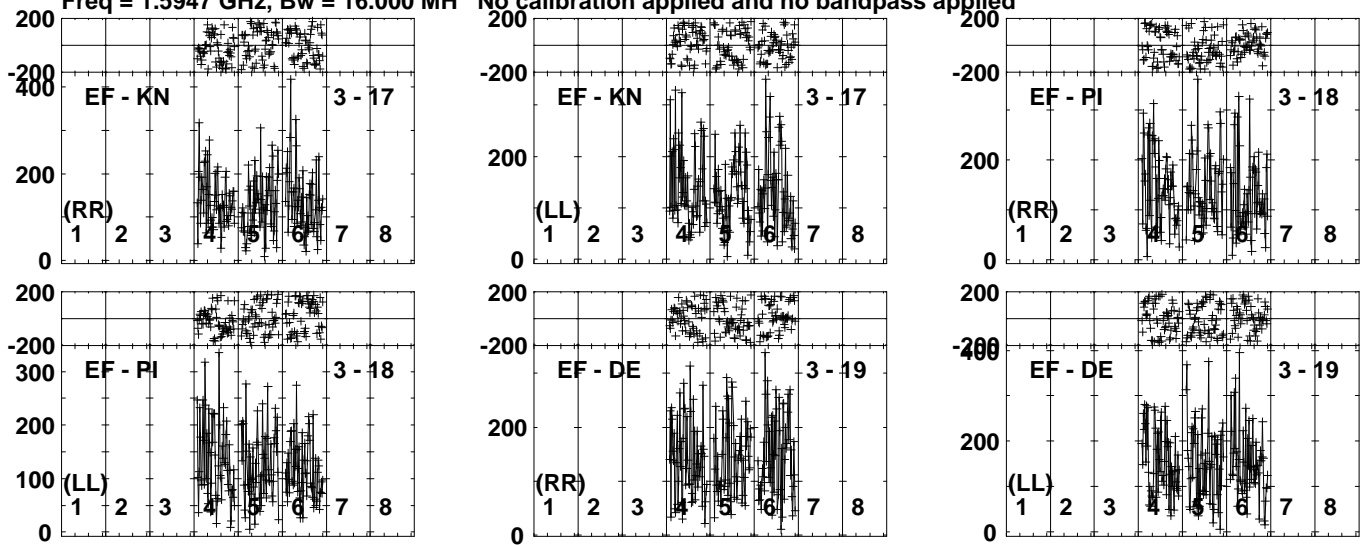 Freq = 1.5947 GHz, Bw = 16.000 MH No calibration applied and no bandpass applied
200
-200
400
200
0
EF - KN
3 - 17
(RR)
1 2 3 4 5 6 7 8
200
-200
200
0
EF - KN
3 - 17
(LL)
1 2 3 4 5 6 7 8
200
-200
200
0
EF - PI
3 - 18
(RR)
1 2 3 4 5 6 7 8
200
-200
300
200
100
0
EF - PI
3 - 18
(LL)
1 2 3 4 5 6 7 8
200
-200
200
0
EF - DE
3 - 19
(RR)
1 2 3 4 5 6 7 8
200
-200
400
200
0
EF - DE
3 - 19
(LL)
1 2 3 4 5 6 7 8